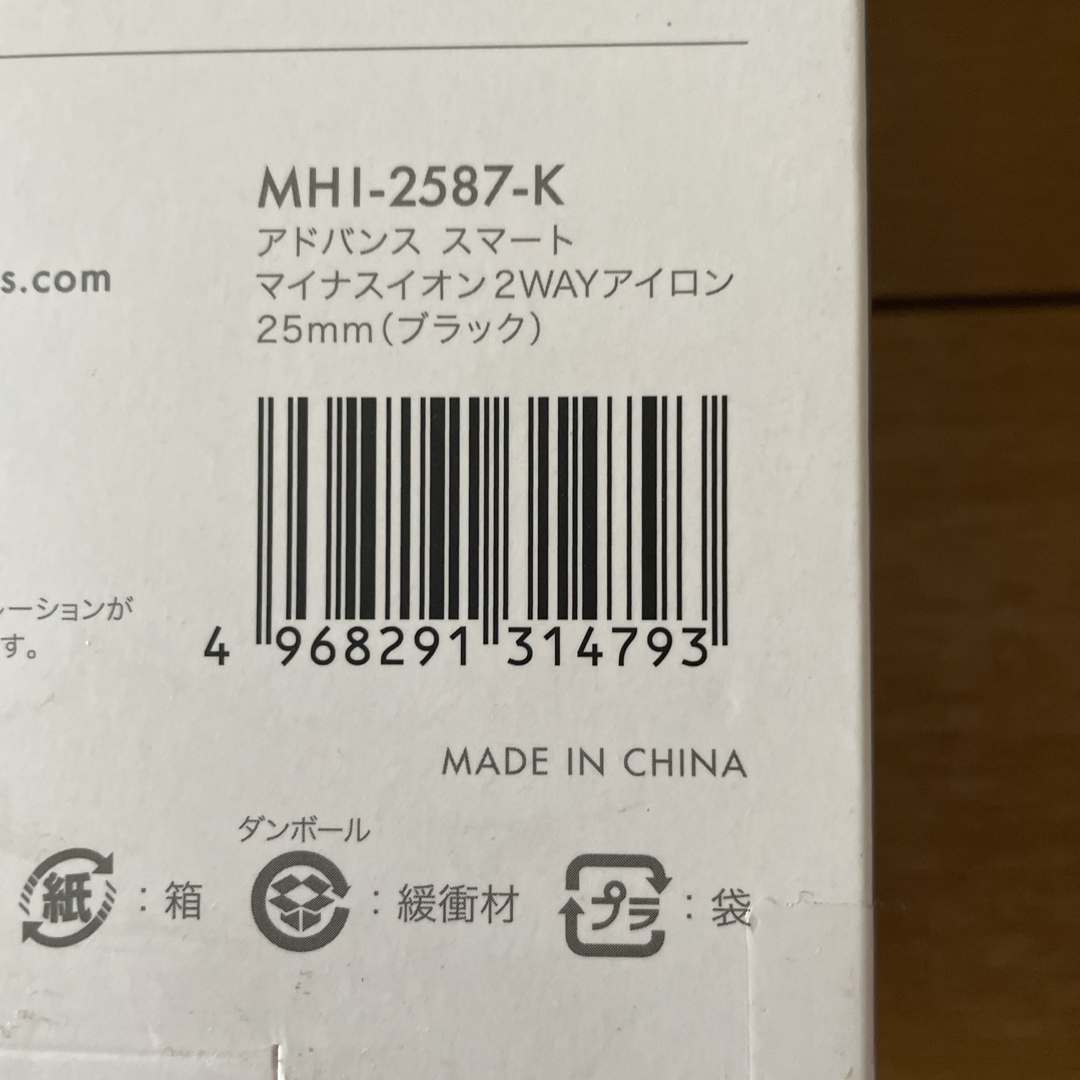 MHI-2587-K
アドバンス スマート
s.com
マイナスイオン2WAYアイロン
25mm（ブラック）
レーションが
す。
4 968291 314793
MADE IN CHINA
ダンボール
紙：箱
：緩衝材
プラ：袋